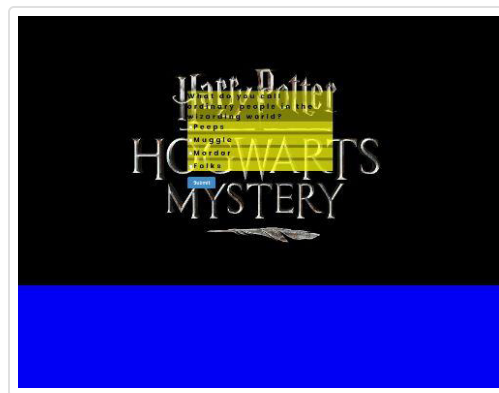 Harry Potter
What do you call
ordinary people in the
wizarding world?
Peeps
Muggle
Mordor
Folks
HOGWARTS
MYSTERY
Submit